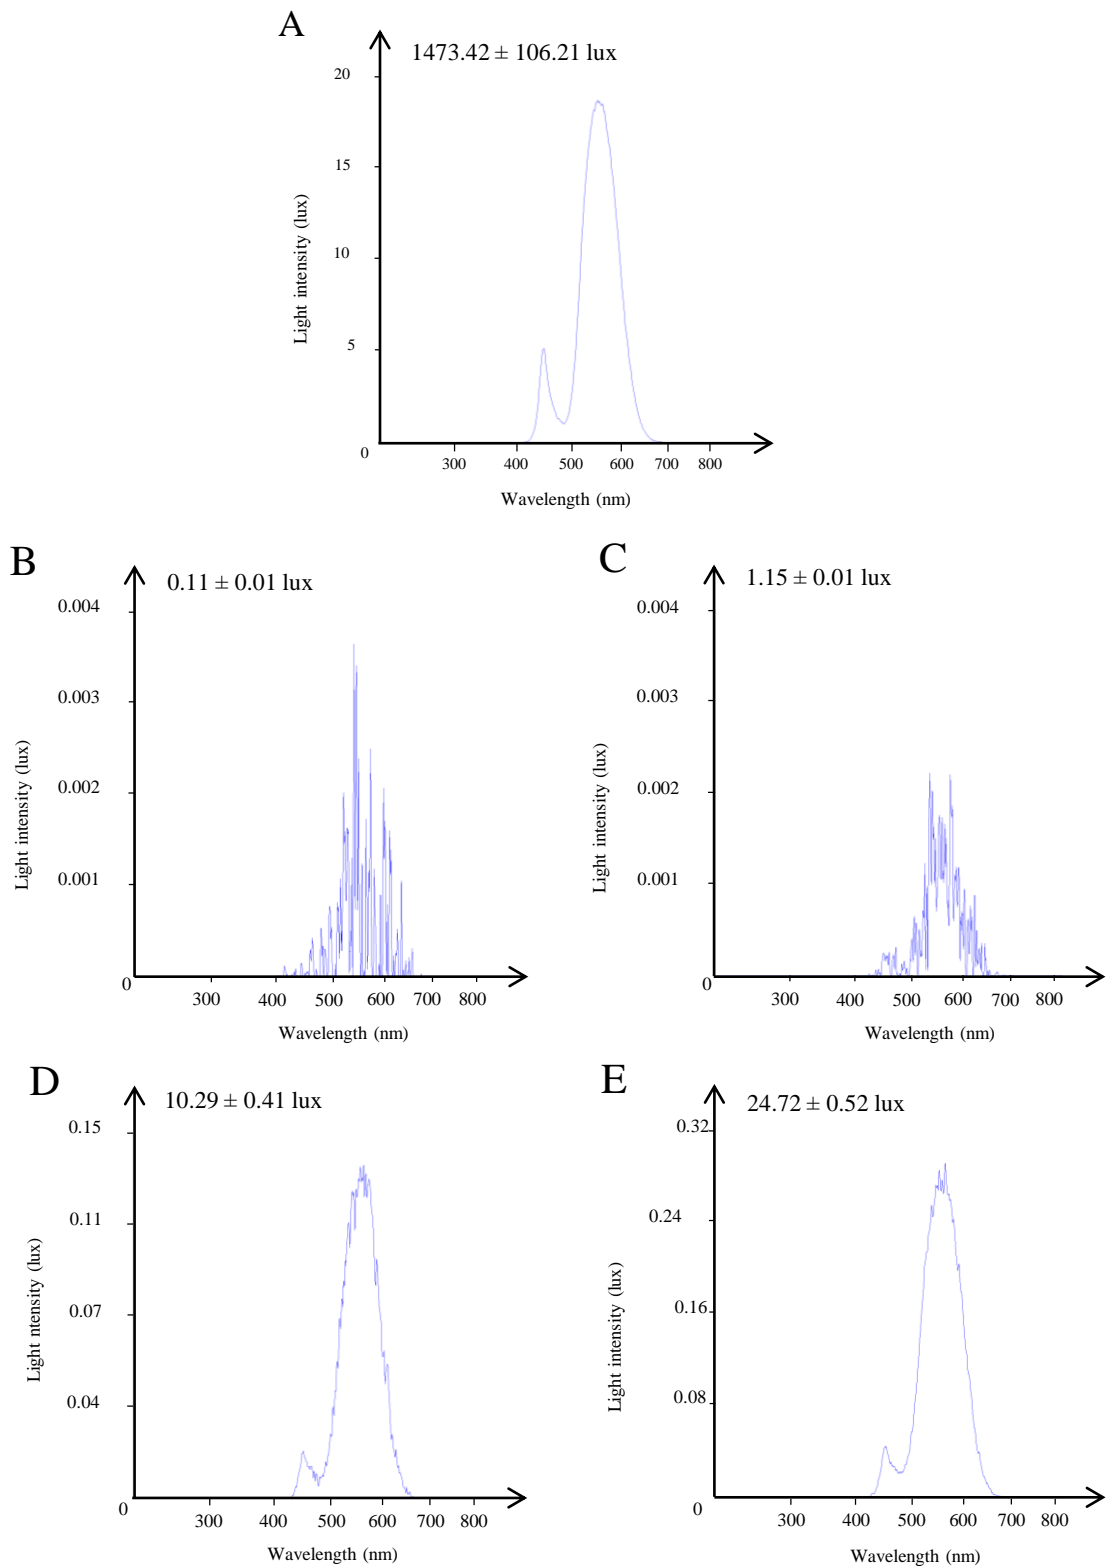 A
1473.42 ± 106.21 lux
20
15
10
5
0
Light intensity (lux)
300 400 500 600 700 800
Wavelength (nm)
B
0.11 ± 0.01 lux
0.004
0.003
0.002
0.001
0
Light intensity (lux)
300 400 500 600 700 800
Wavelength (nm)
C
1.15 ± 0.01 lux
0.004
0.003
0.002
0.001
0
Light intensity (lux)
300 400 500 600 700 800
Wavelength (nm)
D
10.29 ± 0.41 lux
0.15
0.11
0.07
0.04
0
Light ntensity (lux)
300 400 500 600 700 800
Wavelength (nm)
E
24.72 ± 0.52 lux
0.32
0.24
0.16
0.08
0
Light intensity (lux)
300 400 500 600 700 800
Wavelength (nm)